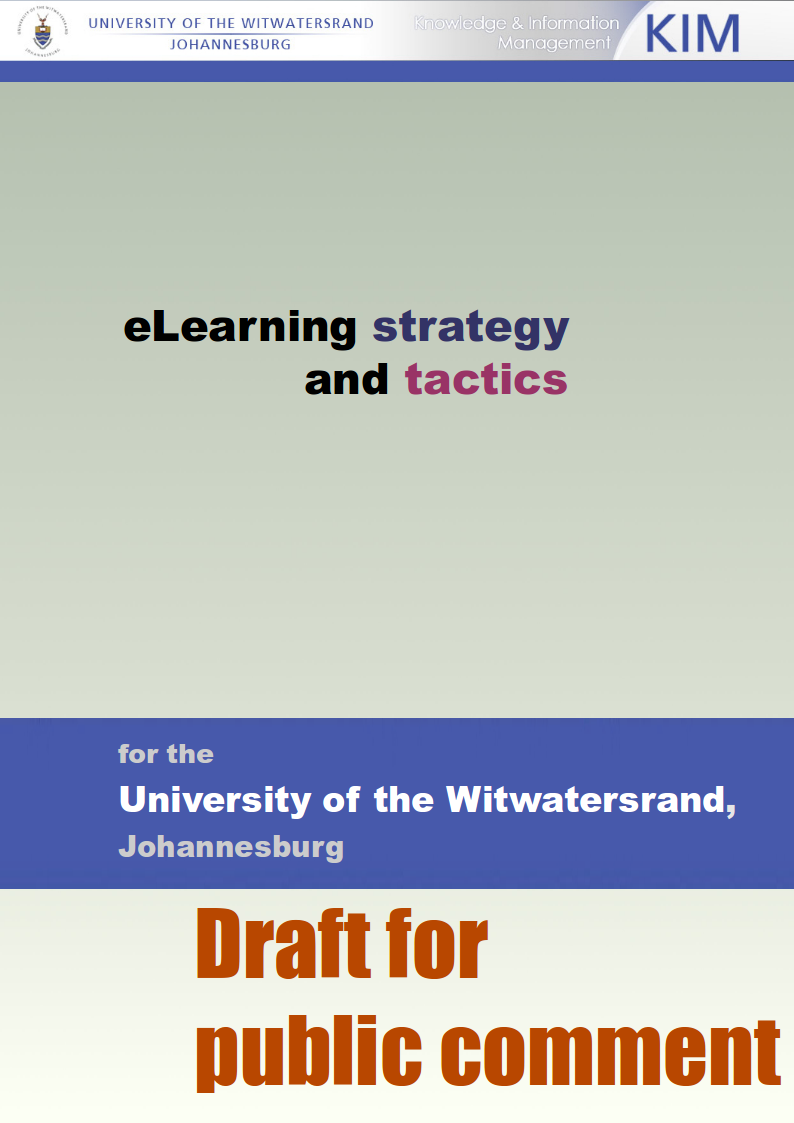 UNIVERSITY OF THE WITWATERSRAND
JOHANNESBURG
Knowledge & Information
Management
KIM
eLearning strategy
and tactics
for the
University of the Witwatersrand,
Johannesburg
Draft for
public comment